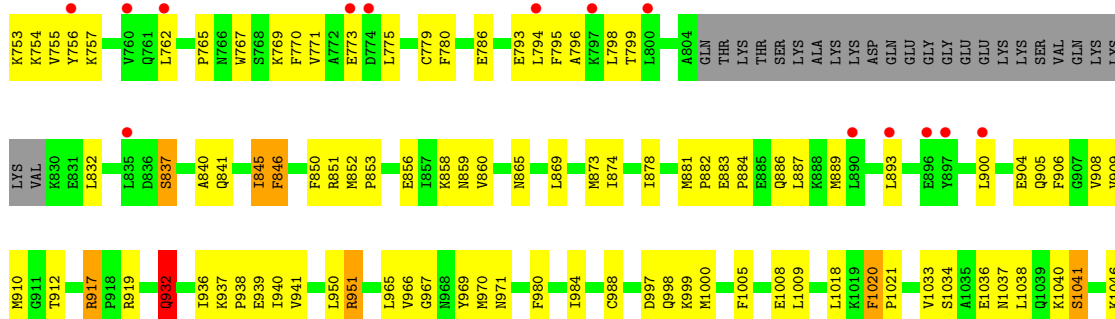 K753 K754 V755 Y756 K757 V760 Q761 L762 P765 N766 W767 S768 K769 F770 V771 A772 E773 D774 L775 C779 F780 E786 E793 L794 F795 A796 K797 L798 T799 L800 A804 GLN THR LYS THR SER LYS ALA LYS LYS ASP GLN GLU GLY GLY GLU GLU LYS LYS SER VAL GLN LYS
LYS VAL K830 E831 L832 L835 D836 S837 A840 Q841 I845 F846 F850 R851 M852 P853 E856 I857 K858 N859 V860 N865 L869 M873 I874 I878 M881 P882 E883 P884 E885 Q886 L887 K888 M889 L890 L893 E896 Y897 L900 E904 Q905 F906 G907 V908
M910 G911 T912 R917 P918 R919 Q932 I936 K937 P938 E939 I940 V941 L950 R951 L965 V966 G967 N968 Y969 M970 N971 F980 I984 C988 D997 Q998 K999 M1000 F1005 E1008 L1009 L1018 K1019 F1020 P1021 V1033 S1034 A1035 E1036 N1037 L1038 Q1039 K1040 S1041